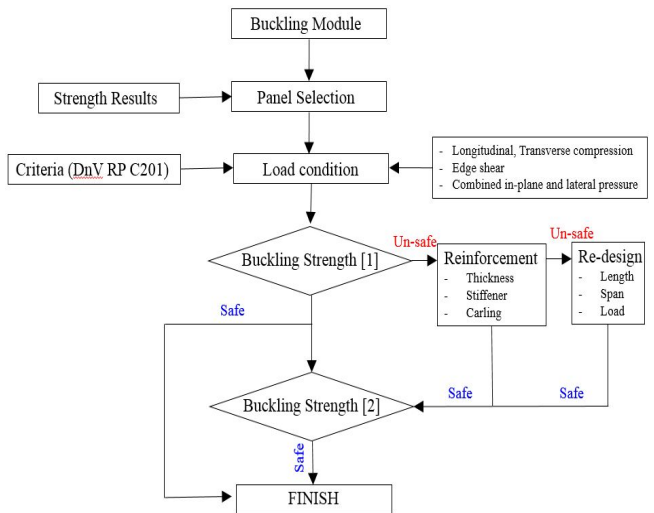 Buckling Module
Strength Results
Panel Selection
Criteria (DnV RP C201)
Load condition
- Longitudinal, Transverse compression
- Edge shear
- Combined in-plane and lateral pressure
Buckling Strength [1]
Un-safe
Reinforcement
- Thickness
- Stiffener
- Carling
Un-safe
Re-design
- Length
- Span
- Load
Safe
Buckling Strength [2]
Safe
Safe
Safe
FINISH